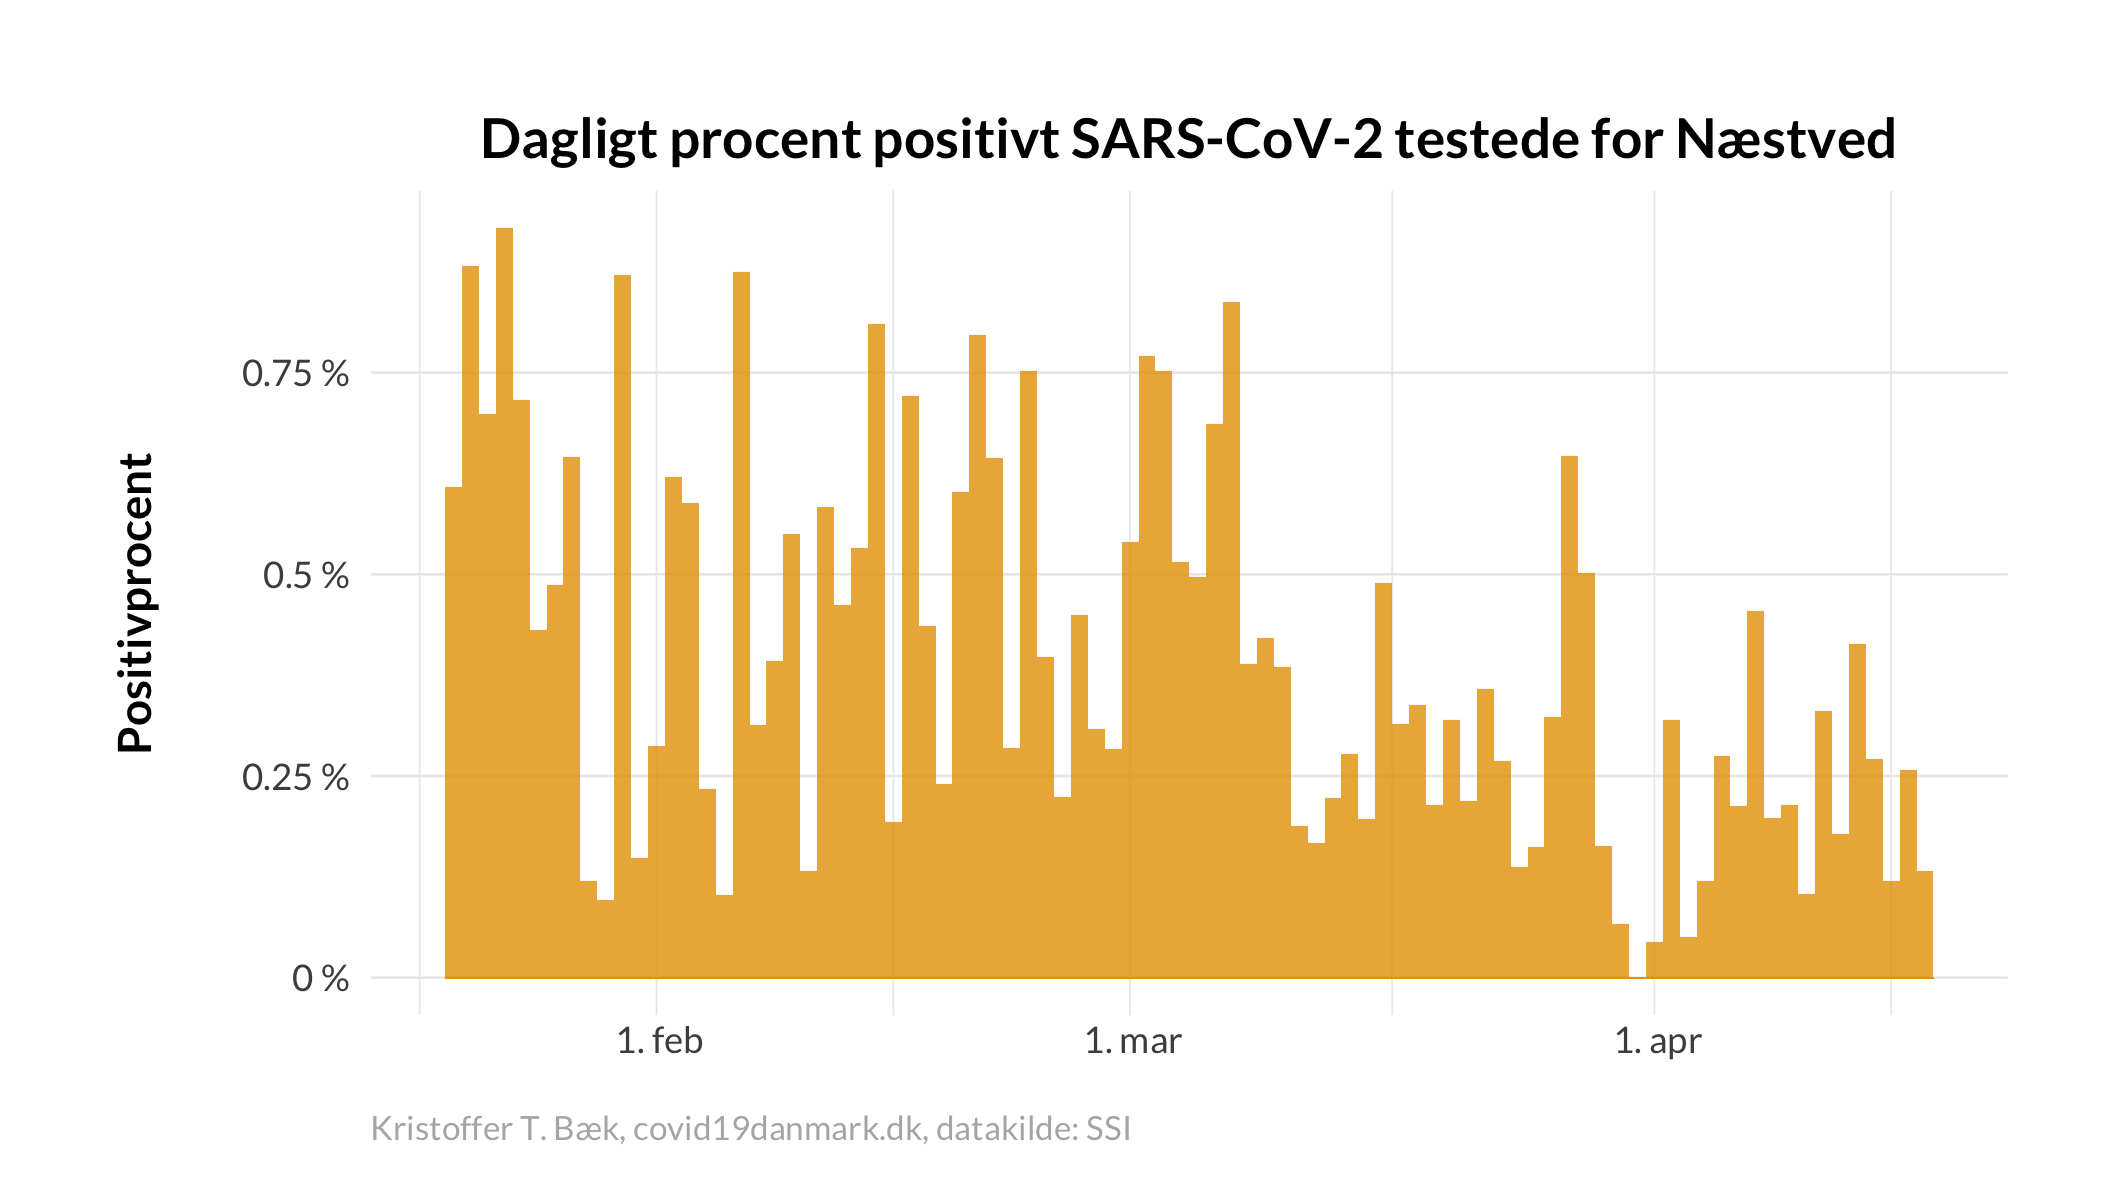 Dagligt procent positivt SARS-CoV-2 testede for Næstved
Positivprocent
0.75 %
0.5 %
0.25 %
0 %
1. feb
1. mar
1. apr
Kristoffer T. Bæk, covid19danmark.dk, datakilde: SSI